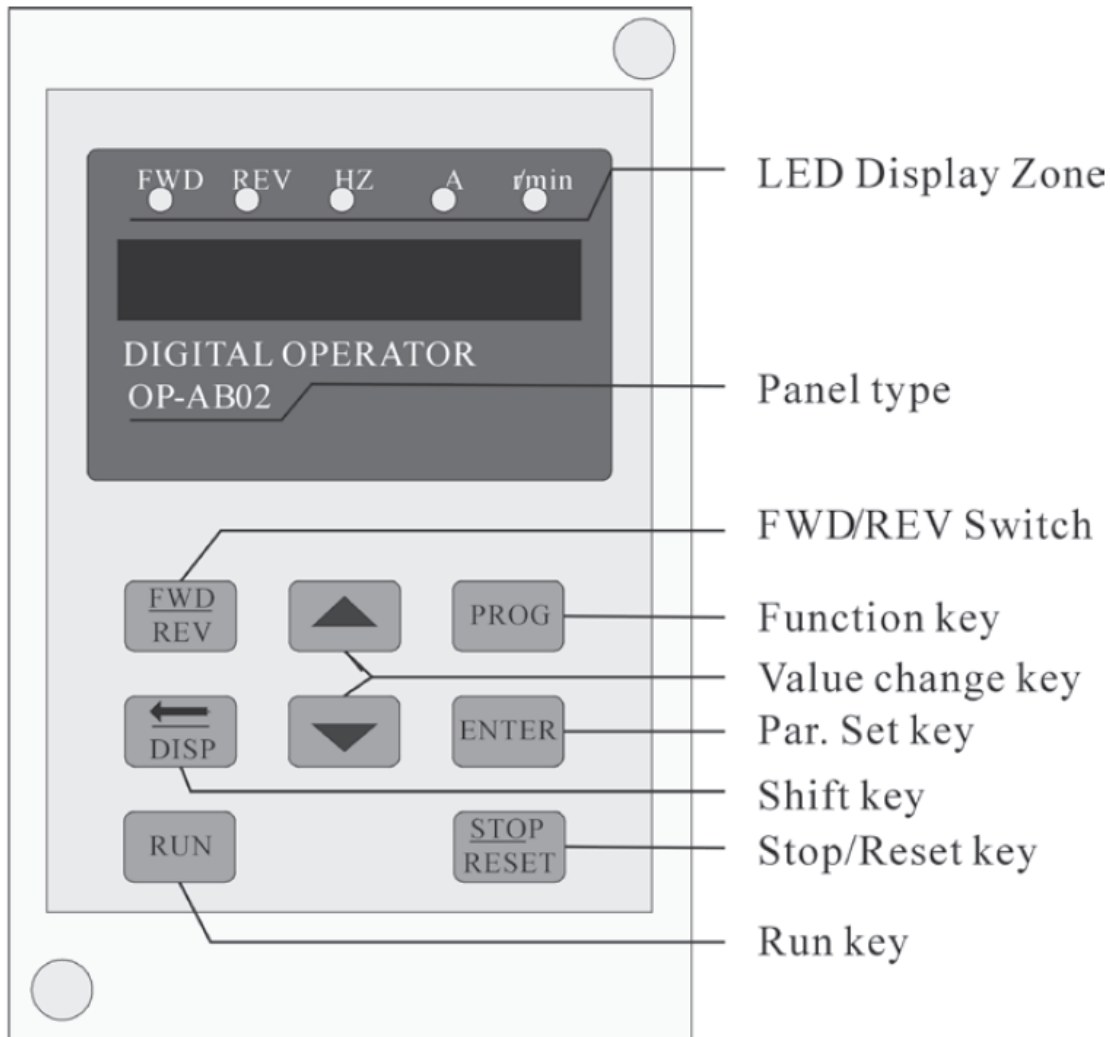 FWD REV HZ A r/min
LED Display Zone
DIGITAL OPERATOR
OP-AB02
Panel type
FWD/REV Switch
FWD
REV
PROG
Function key
Value change key
DISP
ENTER
Par. Set key
Shift key
RUN
STOP
RESET
Stop/Reset key
Run key